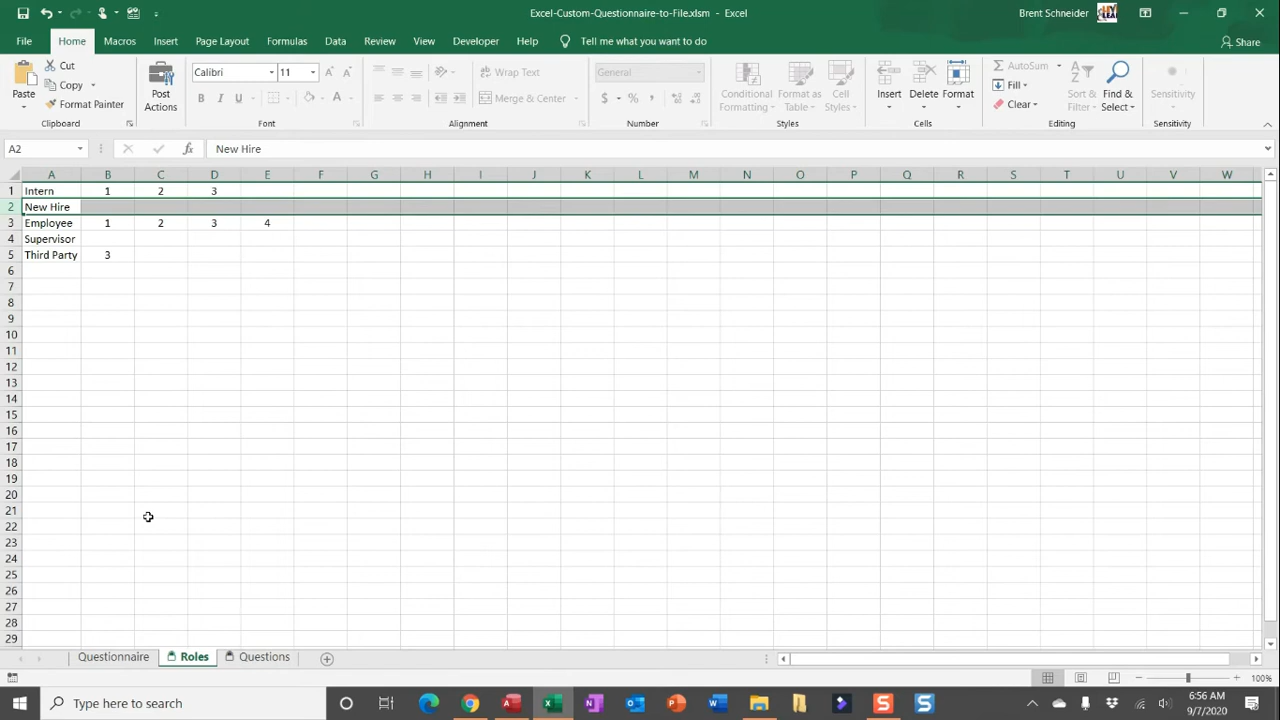 Excel-Custom-Questionnaire-to-File.xlsm - Excel
Brent Schneider
File Home Macros Insert Page Layout Formulas Data Review View Developer Help Tell me what you want to do Share
Paste Cut
Copy
Format Painter
Clipboard
Post Actions
Calibri 11
B I U
Font
Wrap Text
Merge & Center
Alignment
General
$ % ,
Number
Conditional Formatting
Format as Table
Cell Styles
Styles
Insert Delete Format
Cells
AutoSum
Fill
Clear
Sort & Filter
Find & Select
Editing
Sensitivity
Sensitivity
A2 fx New Hire
A B C D E F G H I J K L M N O P Q R S T U V W
1 Intern 1 2 3
2 New Hire
3 Employee 1 2 3 4
4 Supervisor
5 Third Party 3
6
7
8
9
10
11
12
13
14
15
16
17
18
19
20
21
22
23
24
25
26
27
28
29
Questionnaire Roles Questions
100%
Type here to search
6:56 AM
9/7/2020